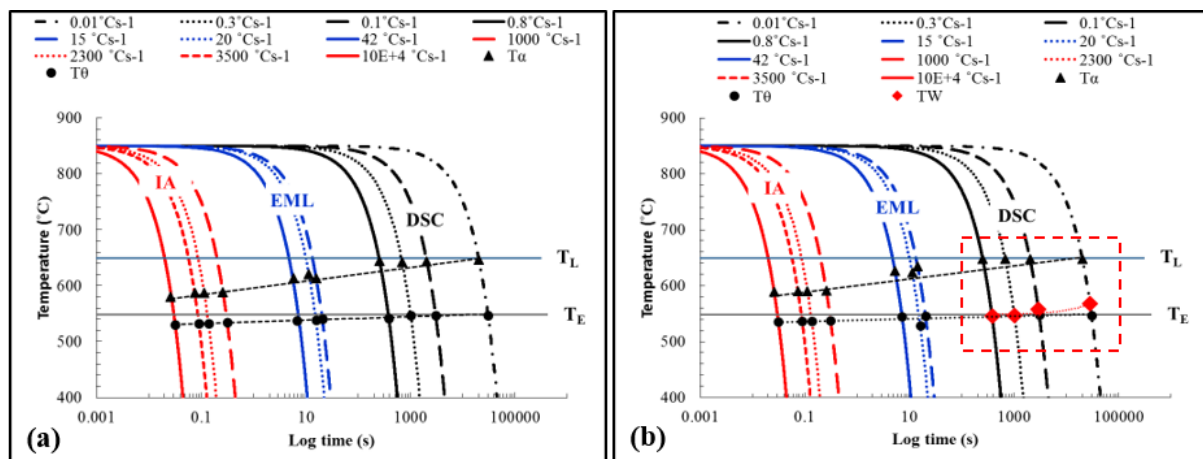 0.01˚Cs-1 0.3˚Cs-1 0.1˚Cs-1 0.8˚Cs-1
15 ˚Cs-1 20 ˚Cs-1 42 ˚Cs-1 1000 ˚Cs-1
2300 ˚Cs-1 3500 ˚Cs-1 10E+4 ˚Cs-1 Tα
Tθ
900
800
700
600
500
400
Temperature (˚C)
IA
EML
DSC
T_L
T_E
0.001 0.1 10 1000 100000
Log time (s)
(a)
0.01˚Cs-1 0.3˚Cs-1 0.1˚Cs-1
0.8˚Cs-1 15 ˚Cs-1 20 ˚Cs-1
42 ˚Cs-1 1000 ˚Cs-1 2300 ˚Cs-1
3500 ˚Cs-1 10E+4 ˚Cs-1 Tα
Tθ TW
900
800
700
600
500
400
Temperature (˚C)
IA
EML
DSC
T_L
T_E
0.001 0.1 10 1000 100000
Log time (s)
(b)